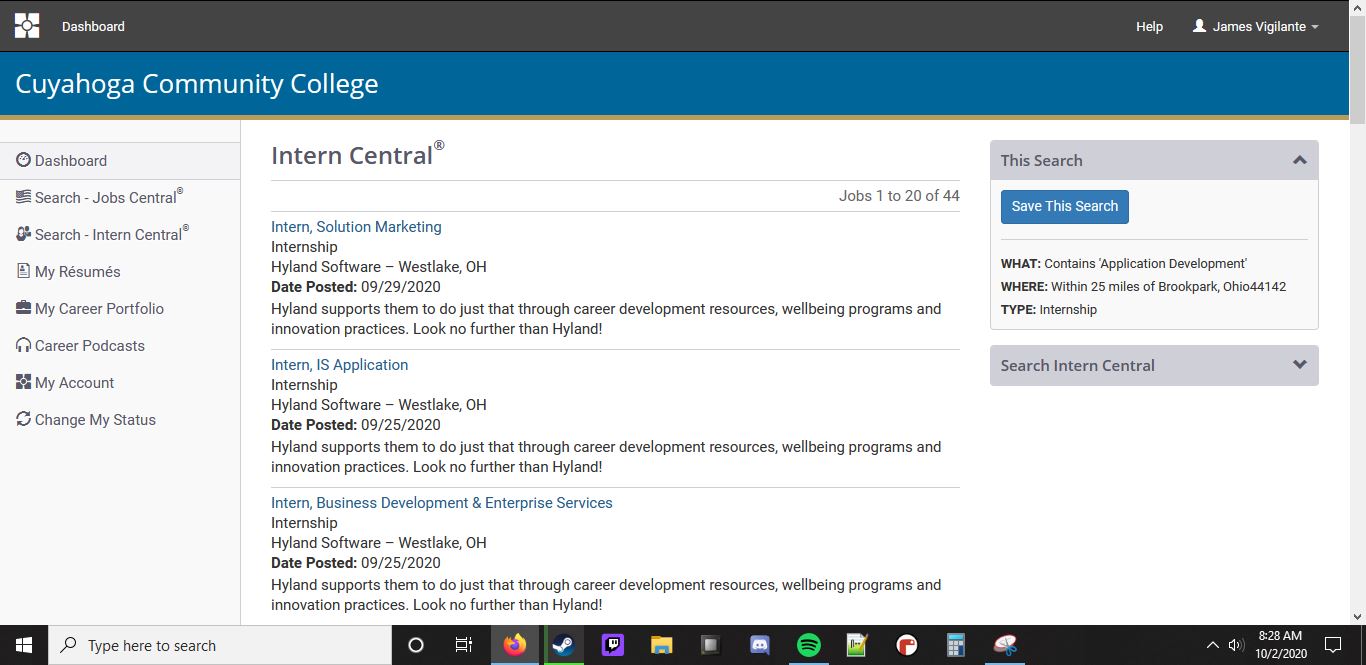 Dashboard
Help
James Vigilante
Cuyahoga Community College
Dashboard
Search - Jobs Central®
Search - Intern Central®
My Résumés
My Career Portfolio
Career Podcasts
My Account
Change My Status
Intern Central®
Jobs 1 to 20 of 44
Intern, Solution Marketing
Internship
Hyland Software – Westlake, OH
Date Posted: 09/29/2020
Hyland supports them to do just that through career development resources, wellbeing programs and
innovation practices. Look no further than Hyland!
Intern, IS Application
Internship
Hyland Software – Westlake, OH
Date Posted: 09/25/2020
Hyland supports them to do just that through career development resources, wellbeing programs and
innovation practices. Look no further than Hyland!
Intern, Business Development & Enterprise Services
Internship
Hyland Software – Westlake, OH
Date Posted: 09/25/2020
Hyland supports them to do just that through career development resources, wellbeing programs and
innovation practices. Look no further than Hyland!
This Search
Save This Search
WHAT: Contains 'Application Development'
WHERE: Within 25 miles of Brookpark, Ohio44142
TYPE: Internship
Search Intern Central
Type here to search
8:28 AM
10/2/2020